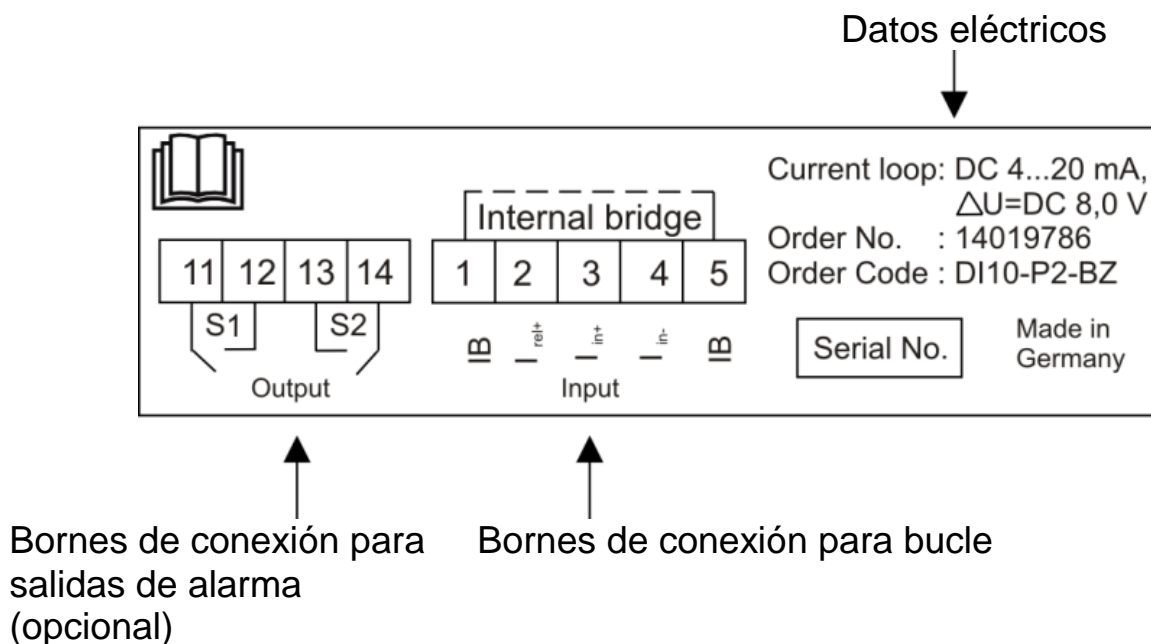 Datos eléctricos
Current loop: DC 4...20 mA,
△U=DC 8,0 V
Order No. : 14019786
Order Code : DI10-P2-BZ
Internal bridge
11 12 13 14
1 2 3 4 5
S1 S2
IB I rel+ I in+ I in- IB
Output
Input
Serial No.
Made in
Germany
Bornes de conexión para
salidas de alarma
(opcional)
Bornes de conexión para bucle